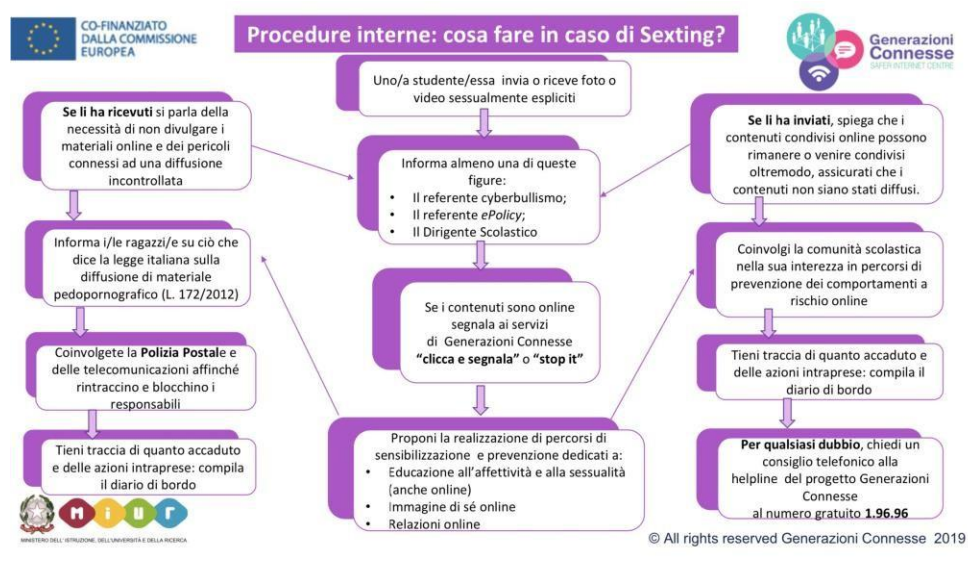 CO-FINANZIATO
DALLA COMMISSIONE
EUROPEA
Procedure interne: cosa fare in caso di Sexting?
Generazioni
Connesse
SAFER INTERNET CENTRE
Uno/a studente/essa invia o riceve foto o
video sessualmente espliciti
Se li ha ricevuti si parla della
necessità di non divulgare i
materiali online e dei pericoli
connessi ad una diffusione
incontrollata
Informa almeno una di queste
figure:
• Il referente cyberbullismo;
• Il referente ePolicy;
• Il Dirigente Scolastico
Se li ha inviati, spiega che i
contenuti condivisi online possono
rimanere o venire condivisi
oltremodo, assicurati che i
contenuti non siano stati diffusi.
Informa i/le ragazzi/e su ciò che
dice la legge italiana sulla
diffusione di materiale
pedopornografico (L. 172/2012)
Se i contenuti sono online
segnala ai servizi
di Generazioni Connesse
“clicca e segnala” o “stop it”
Coinvolgi la comunità scolastica
nella sua interezza in percorsi di
prevenzione dei comportamenti a
rischio online
Coinvolgete la Polizia Postale e
delle telecomunicazioni affinché
rintraccino e blocchino i
responsabili
Tieni traccia di quanto accaduto e
delle azioni intraprese: compila il
diario di bordo
Tieni traccia di quanto accaduto
e delle azioni intraprese: compila
il diario di bordo
Proponi la realizzazione di percorsi di
sensibilizzazione e prevenzione dedicati a:
• Educazione all’affettività e alla sessualità
(anche online)
• Immagine di sé online
• Relazioni online
Per qualsiasi dubbio, chiedi un
consiglio telefonico alla
helpline del progetto Generazioni
Connesse
al numero gratuito 1.96.96
MiUr
MINISTERO DELL' ISTRUZIONE, DELL'UNIVERSITÀ E DELLA RICERCA
© All rights reserved Generazioni Connesse 2019